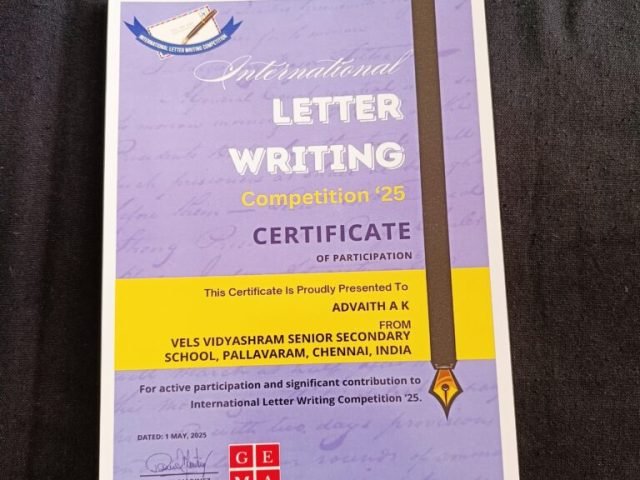 INTERNATIONAL LETTER WRITING COMPETITION
International
LETTER
WRITING
Competition '25
CERTIFICATE
OF PARTICIPATION
This Certificate Is Proudly Presented To
ADVAITH A K
FROM
VELS VIDYASHRAM SENIOR SECONDARY
SCHOOL, PALLAVARAM, CHENNAI, INDIA
For active participation and significant contribution to
International Letter Writing Competition '25.
DATED: 1 MAY, 2025
G E
M A